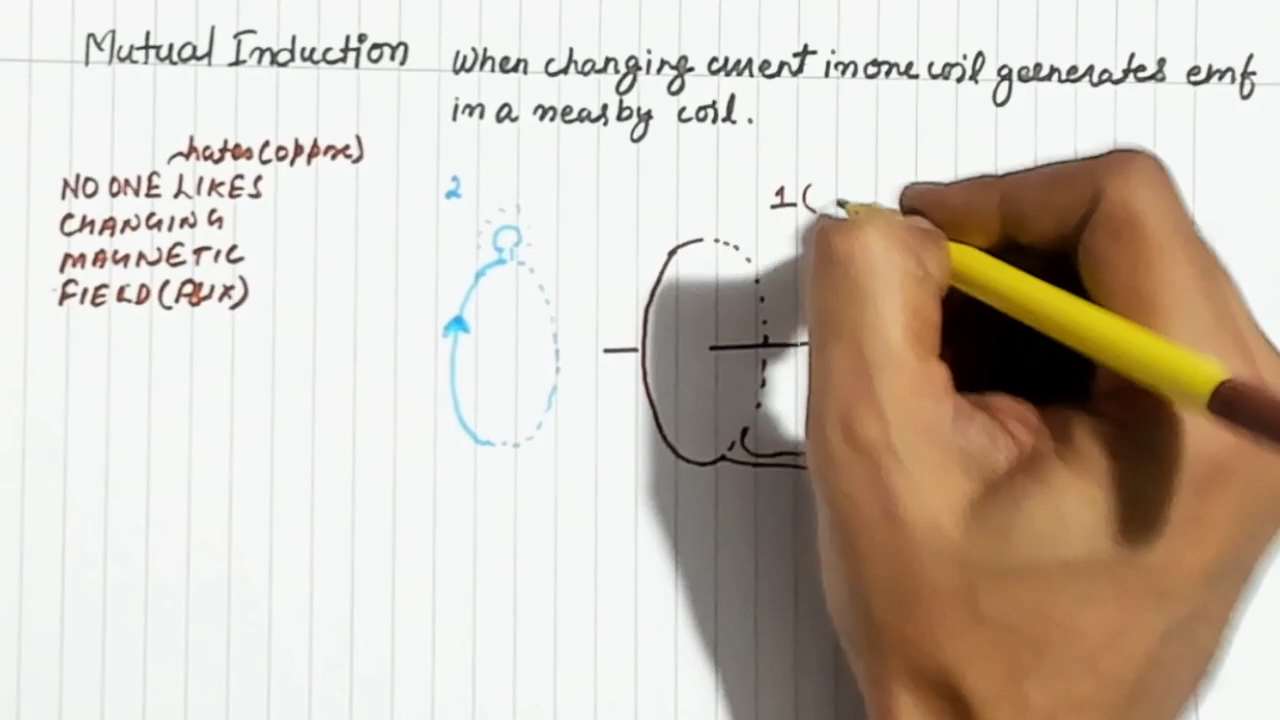 Mutual Induction
When changing current in one coil geenerates emf
in a nearby coil.
hates (oppose)
NO ONE LIKES
CHANGING
MAGNETIC
FIELD (FLUX)
2
1 (